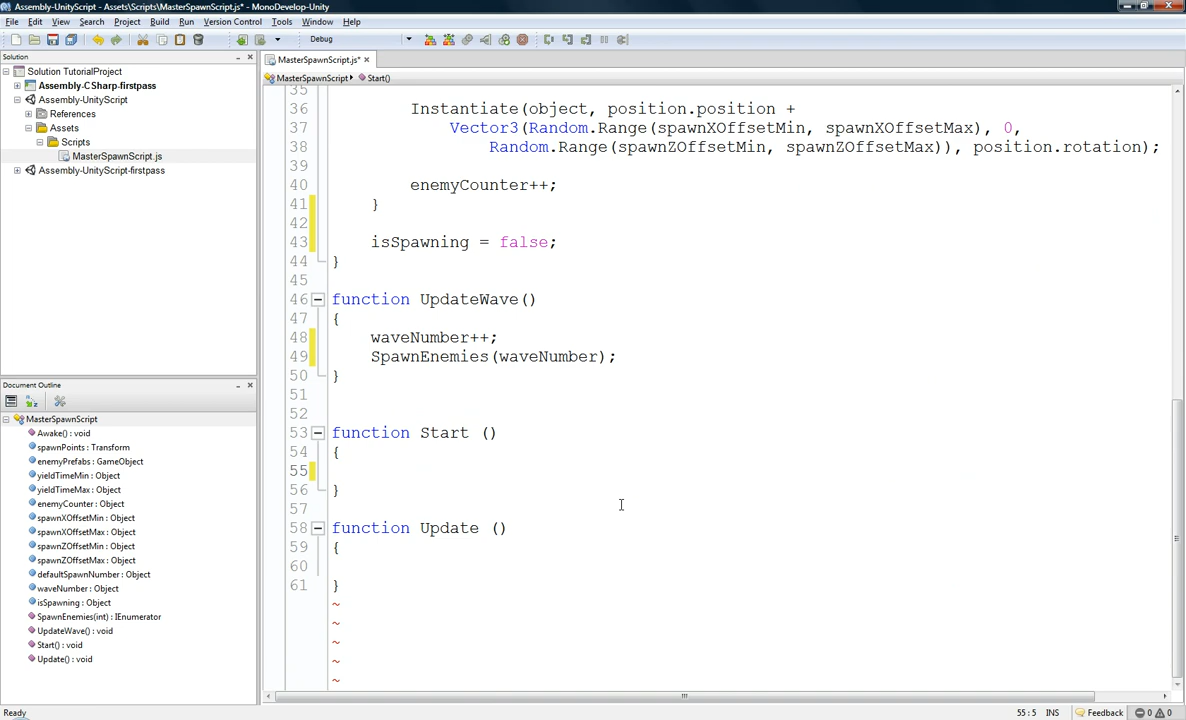 Assembly-UnityScript - Assets\Scripts\MasterSpawnScript.js* - MonoDevelop-Unity
File Edit View Search Project Build Run Version Control Tools Window Help
Debug
Solution
Solution TutorialProject
Assembly-CSharp-firstpass
Assembly-UnityScript
References
Assets
Scripts
MasterSpawnScript.js
Assembly-UnityScript-firstpass
Document Outline
MasterSpawnScript
Awake() : void
spawnPoints : Transform
enemyPrefabs : GameObject
yieldTimeMin : Object
yieldTimeMax : Object
enemyCounter : Object
spawnXOffsetMin : Object
spawnXOffsetMax : Object
spawnZOffsetMin : Object
spawnZOffsetMax : Object
defaultSpawnNumber : Object
waveNumber : Object
isSpawning : Object
SpawnEnemies(int) : IEnumerator
UpdateWave() : void
Start() : void
Update() : void
MasterSpawnScript.js*
MasterSpawnScript Start()
35
36 Instantiate(object, position.position +
37 Vector3(Random.Range(spawnXOffsetMin, spawnXOffsetMax), 0,
38 Random.Range(spawnZOffsetMin, spawnZOffsetMax)), position.rotation);
39
40 enemyCounter++;
41 }
42
43 isSpawning = false;
44 }
45
46 function UpdateWave()
47 {
48 waveNumber++;
49 SpawnEnemies(waveNumber);
50 }
51
52
53 function Start ()
54 {
55
56 }
57
58 function Update ()
59 {
60
61 }
~
~
~
~
~
Ready
55 : 5 INS Feedback 0 0